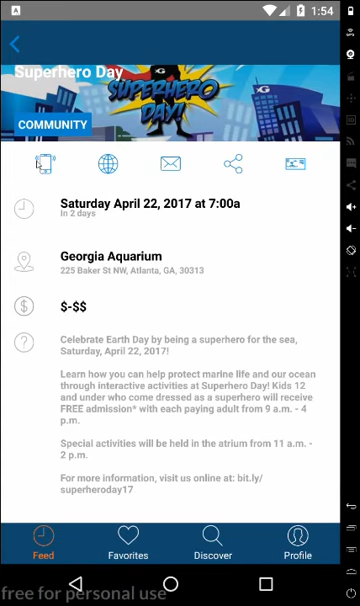 A
1:54
Superhero Day
SUPERHERO
DAY!
COMMUNITY
Saturday April 22, 2017 at 7:00a
In 2 days
Georgia Aquarium
225 Baker St NW, Atlanta, GA, 30313
$
$-$$
?
Celebrate Earth Day by being a superhero for the sea,
Saturday, April 22, 2017!
Learn how you can help protect marine life and our ocean
through interactive activities at Superhero Day! Kids 12
and under who come dressed as a superhero will receive
FREE admission* with each paying adult from 9 a.m. - 4
p.m.
Special activities will be held in the atrium from 11 a.m. -
2 p.m.
For more information, visit us online at: bit.ly/
superheroday17
Feed
Favorites
Discover
Profile
free for personal use